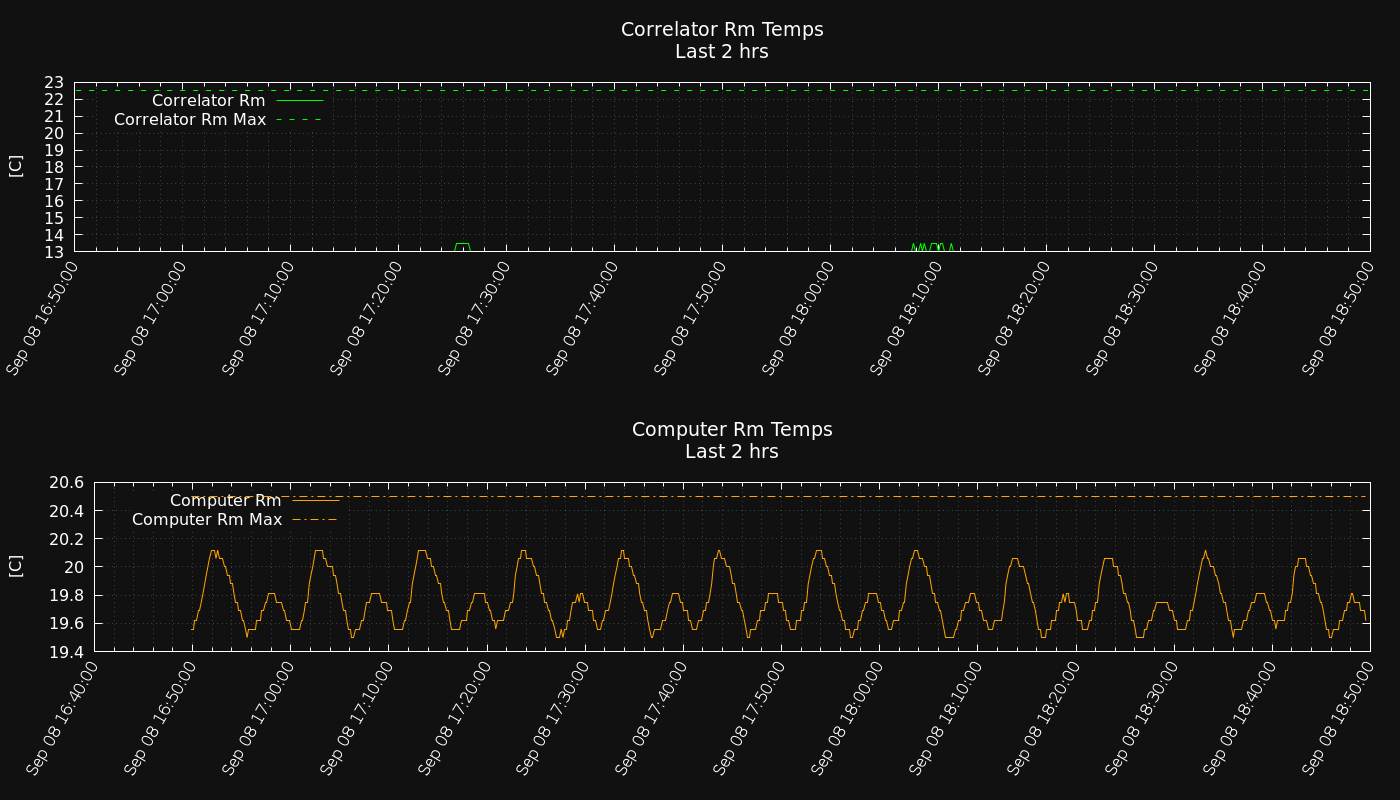 Correlator Rm Temps
Last 2 hrs
23
22
21
20
19
18
17
16
15
14
13
[C]
Correlator Rm
Correlator Rm Max
Sep 08 16:50:00
Sep 08 17:00:00
Sep 08 17:10:00
Sep 08 17:20:00
Sep 08 17:30:00
Sep 08 17:40:00
Sep 08 17:50:00
Sep 08 18:00:00
Sep 08 18:10:00
Sep 08 18:20:00
Sep 08 18:30:00
Sep 08 18:40:00
Sep 08 18:50:00
Computer Rm Temps
Last 2 hrs
20.6
20.4
20.2
20
19.8
19.6
19.4
[C]
Computer Rm
Computer Rm Max
Sep 08 16:40:00
Sep 08 16:50:00
Sep 08 17:00:00
Sep 08 17:10:00
Sep 08 17:20:00
Sep 08 17:30:00
Sep 08 17:40:00
Sep 08 17:50:00
Sep 08 18:00:00
Sep 08 18:10:00
Sep 08 18:20:00
Sep 08 18:30:00
Sep 08 18:40:00
Sep 08 18:50:00